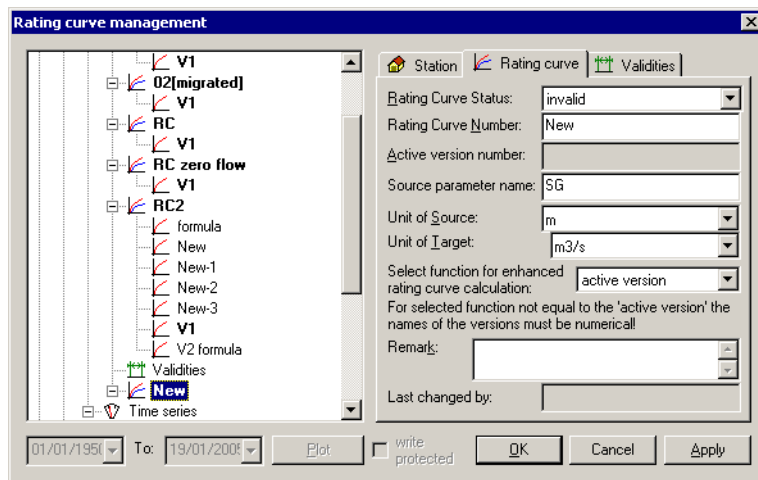 Rating curve management
V1
02[migrated]
V1
RC
V1
RC zero flow
V1
RC2
formula
New
New-1
New-2
New-3
V1
V2 formula
Validities
New
Time series
Station
Rating curve
Validities
Rating Curve Status: invalid
Rating Curve Number: New
Active version number:
Source parameter name: SG
Unit of Source: m
Unit of Target: m3/s
Select function for enhanced
rating curve calculation: active version
For selected function not equal to the 'active version' the
names of the versions must be numerical!
Remark:
Last changed by:
To:
Plot
write
protected
OK
Cancel
Apply